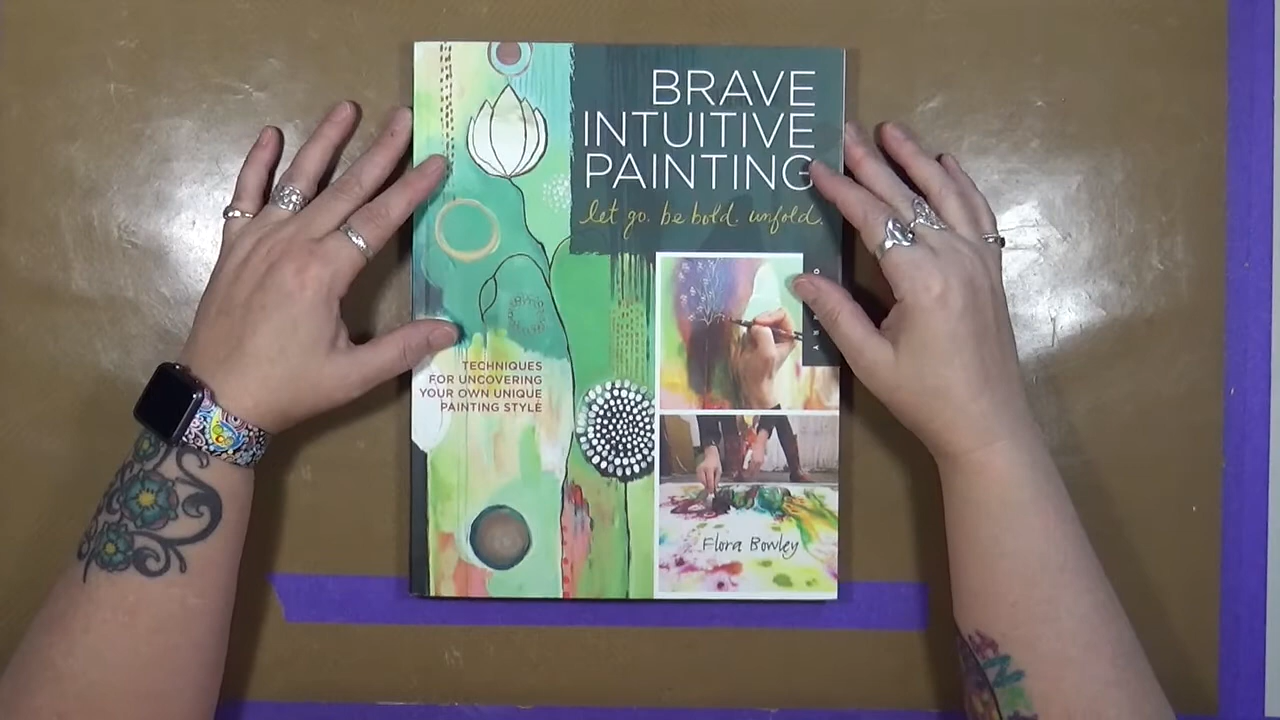 BRAVE
INTUITIVE
PAINTING
let go. be bold. unfold.
TECHNIQUES
FOR UNCOVERING
YOUR OWN UNIQUE
PAINTING STYLE
Flora Bowley